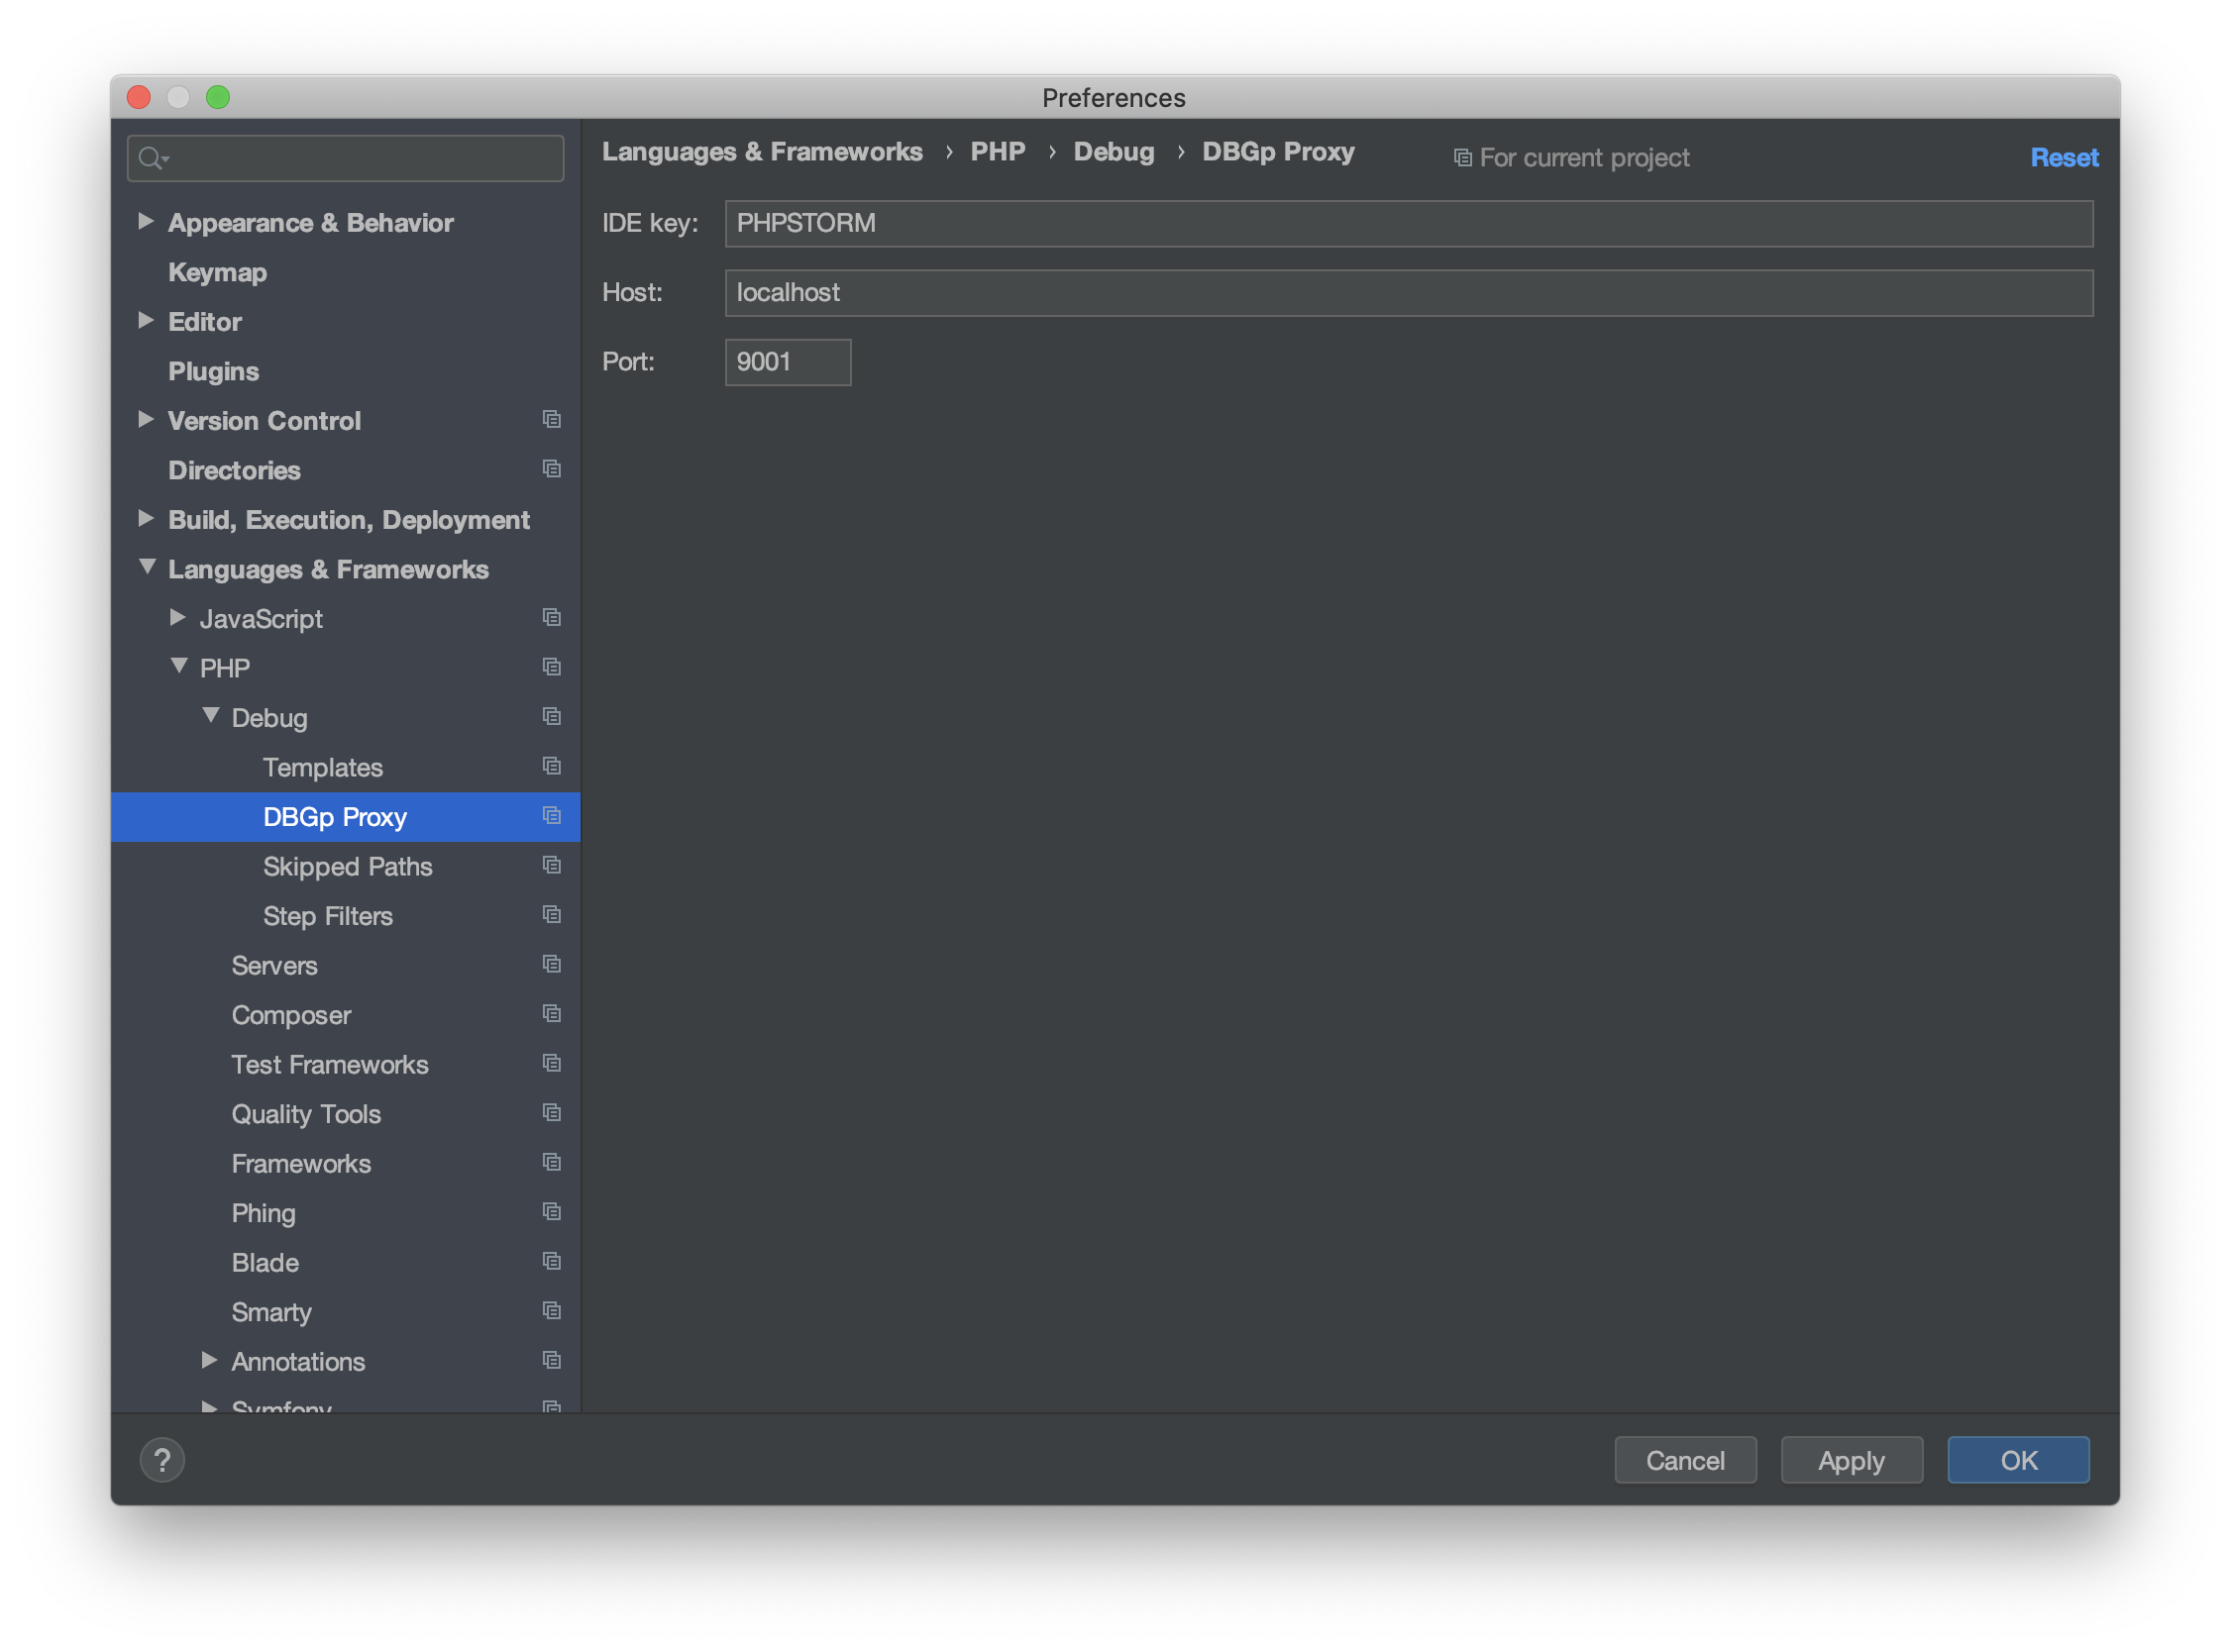 Preferences
Languages & Frameworks › PHP › Debug › DBGp Proxy
For current project
Reset
IDE key: PHPSTORM
Host: localhost
Port: 9001
Appearance & Behavior
Keymap
Editor
Plugins
Version Control
Directories
Build, Execution, Deployment
Languages & Frameworks
JavaScript
PHP
Debug
Templates
DBGp Proxy
Skipped Paths
Step Filters
Servers
Composer
Test Frameworks
Quality Tools
Frameworks
Phing
Blade
Smarty
Annotations
Symfony
?
Cancel
Apply
OK